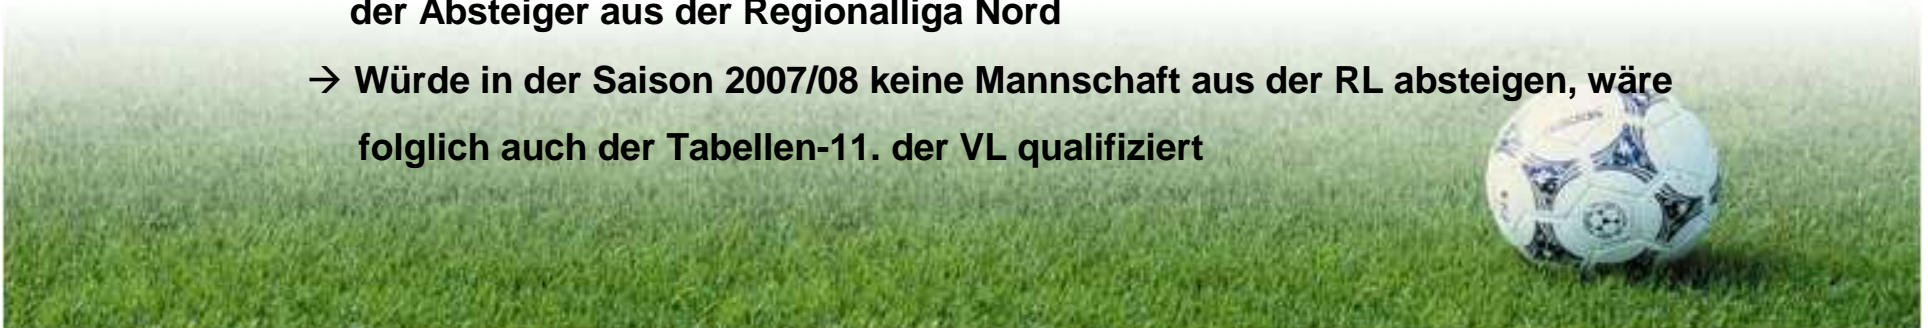 der Absteiger aus der Regionalliga Nord
→ Würde in der Saison 2007/08 keine Mannschaft aus der RL absteigen, wäre
folglich auch der Tabellen-11. der VL qualifiziert